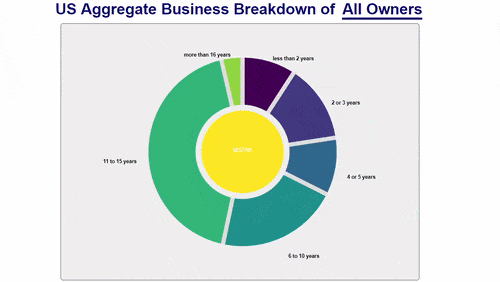 US Aggregate Business Breakdown of All Owners
more than 16 years
less than 2 years
2 or 3 years
11 to 15 years
4 or 5 years
6 to 10 years